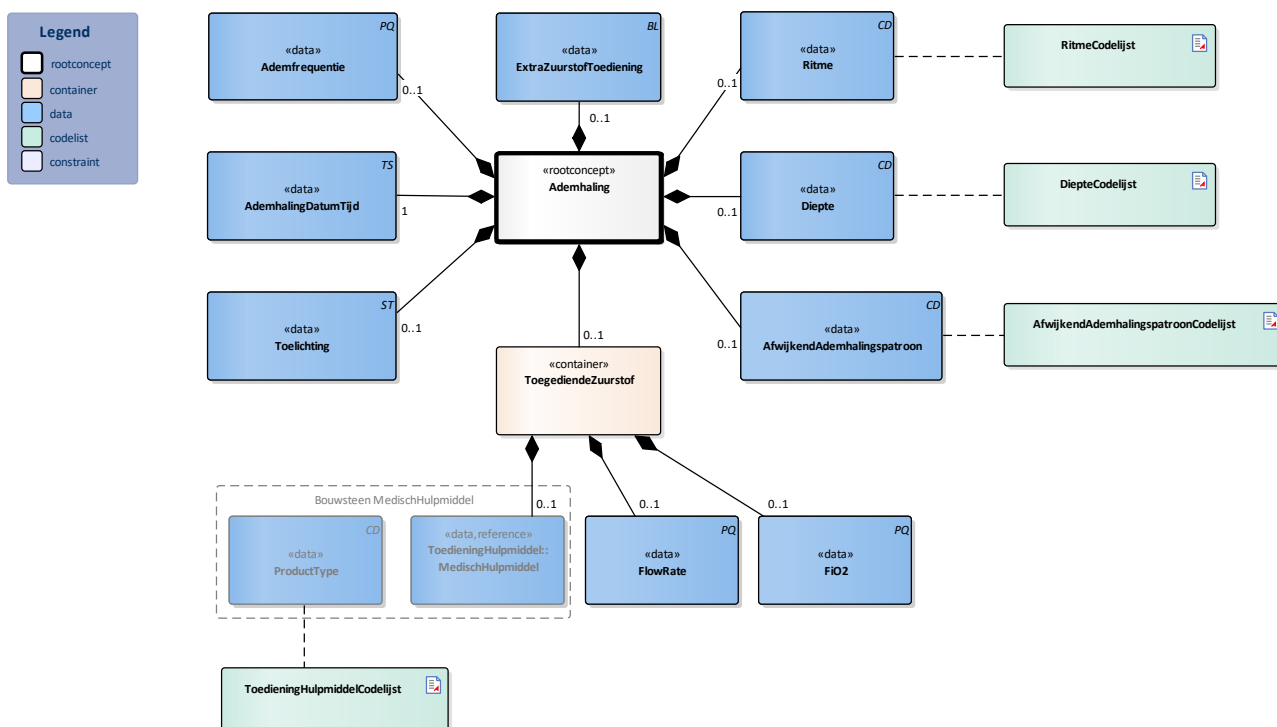 Legend
rootconcept
container
data
codelist
constraint
PQ
«data»
Ademfrequentie
0..1
BL
«data»
ExtraZuurstofToediening
0..1
CD
«data»
Ritme
0..1
RitmeCodelijst
TS
«data»
AdemhalingDatumTijd
1
«rootconcept»
Ademhaling
CD
«data»
Diepte
0..1
DiepteCodelijst
ST
«data»
Toelichting
0..1
0..1
CD
«data»
AfwijkendAdemhalingspatroon
0..1
AfwijkendAdemhalingspatroonCodelijst
«container»
ToegediendeZuurstof
Bouwsteen MedischHulpmiddel
0..1
0..1
0..1
CD
«data»
ProductType
«data,reference»
ToedieningHulpmiddel::
MedischHulpmiddel
PQ
«data»
FlowRate
PQ
«data»
FiO2
ToedieningHulpmiddelCodelijst